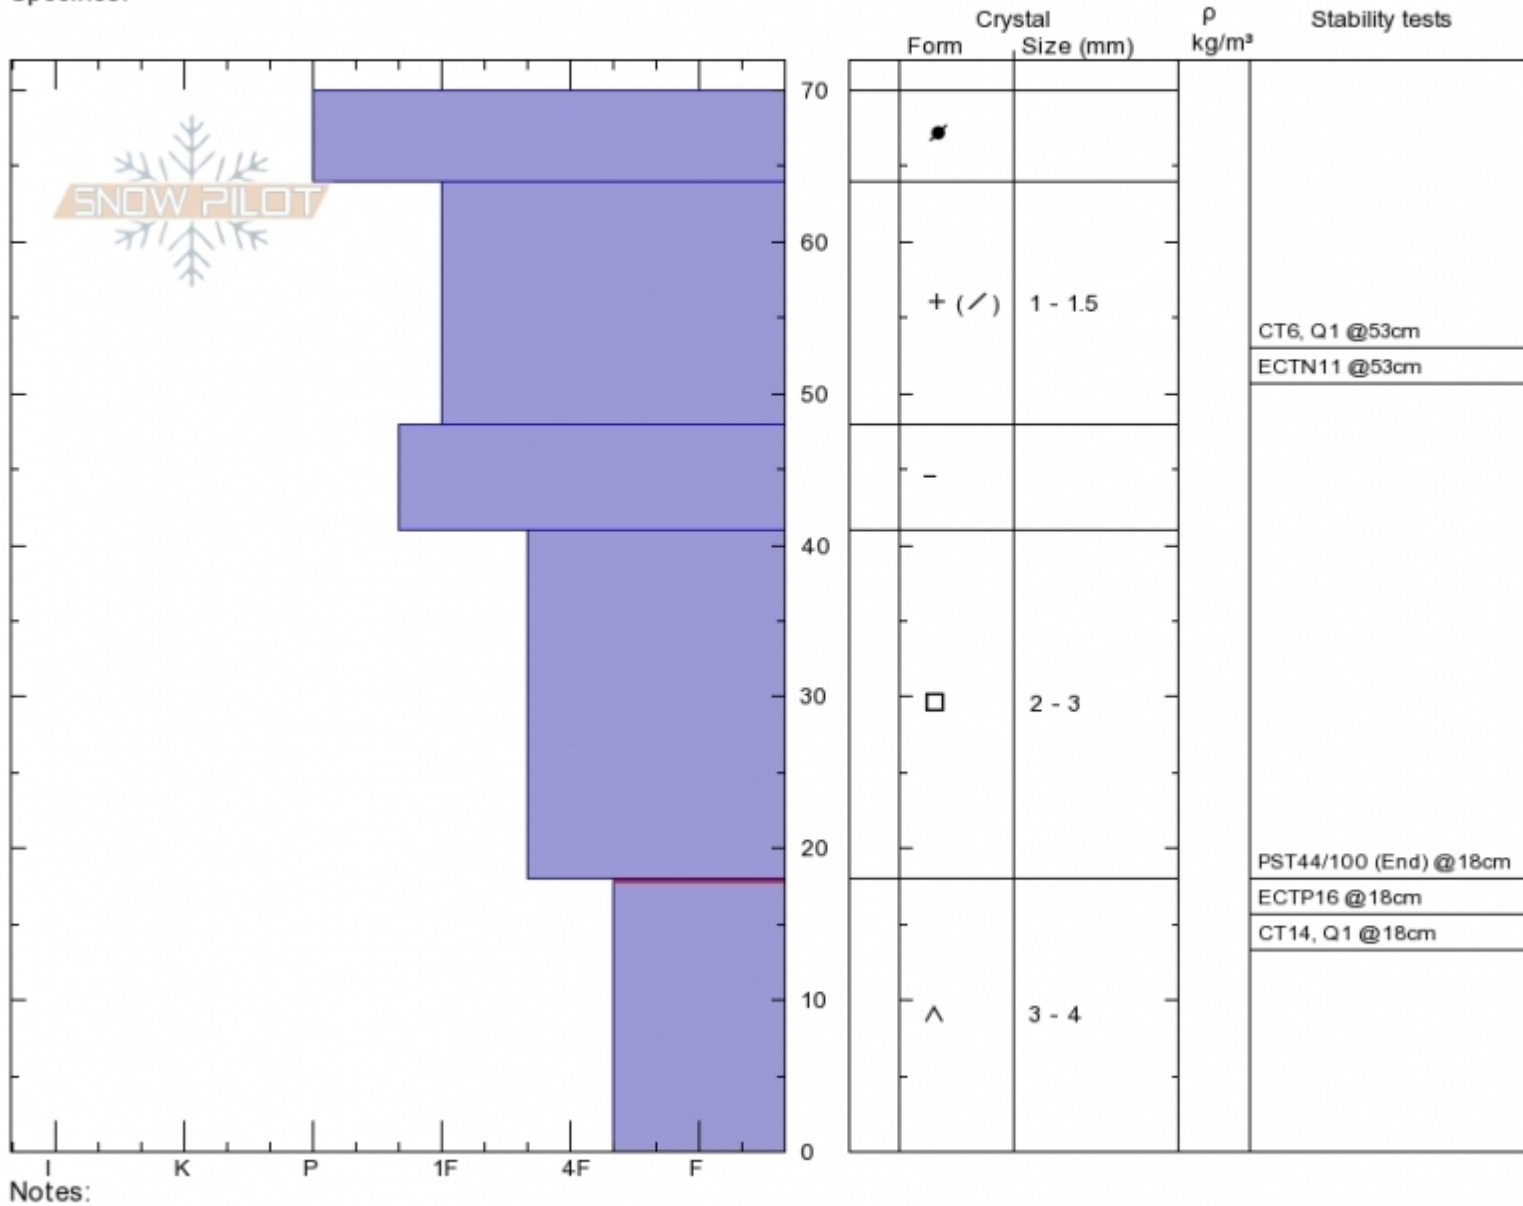 Crystal
ρ
Stability tests
Form
Size (mm)
kg/m³
70
SNOW PILOT
60
+ (/)
1 - 1.5
CT6, Q1 @53cm
ECTN11 @53cm
50
-
40
30
2 - 3
20
PST44/100 (End) @18cm
ECTP16 @18cm
CT14, Q1 @18cm
10
3 - 4
0
I K P 1F 4F F
Notes: